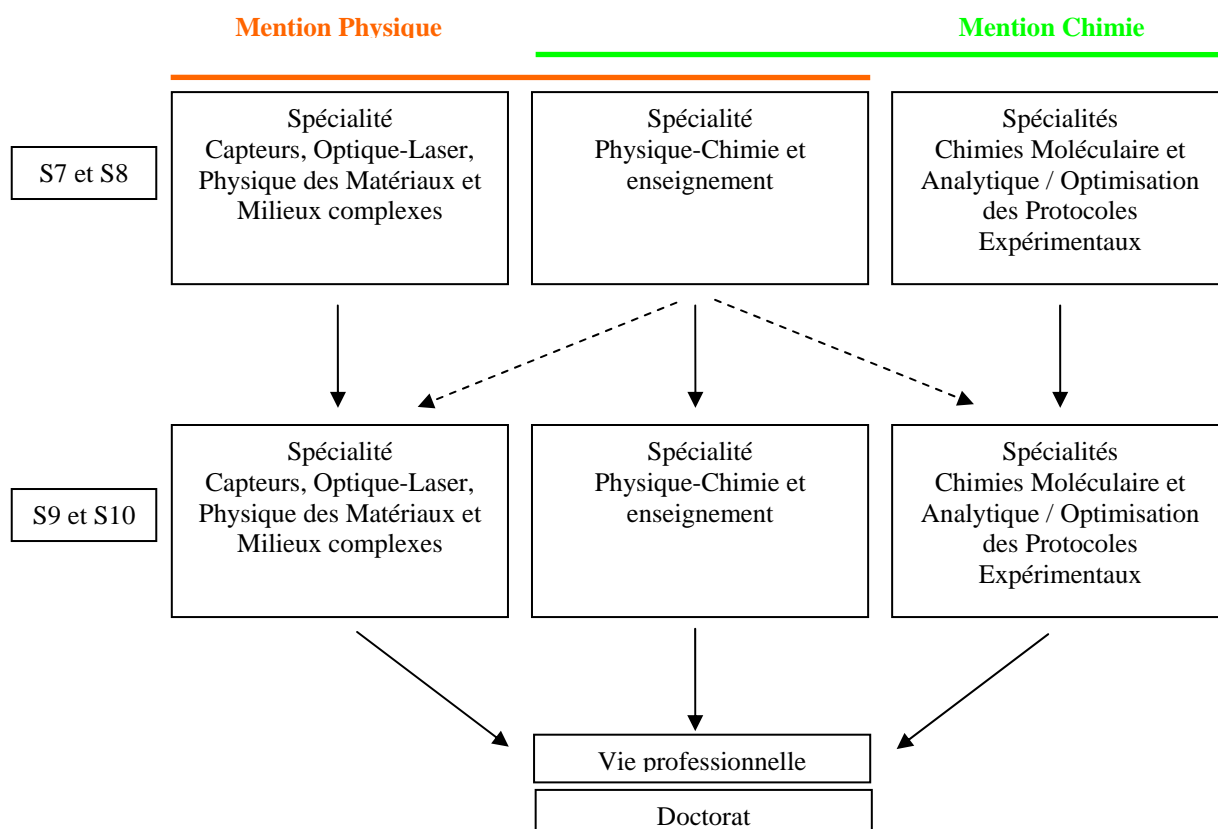 Mention Physique
Mention Chimie
S7 et S8
Spécialité
Capteurs, Optique-Laser,
Physique des Matériaux et
Milieux complexes
Spécialité
Physique-Chimie et
enseignement
Spécialités
Chimies Moléculaire et
Analytique / Optimisation
des Protocoles
Expérimentaux
S9 et S10
Spécialité
Capteurs, Optique-Laser,
Physique des Matériaux et
Milieux complexes
Spécialité
Physique-Chimie et
enseignement
Spécialités
Chimies Moléculaire et
Analytique / Optimisation
des Protocoles
Expérimentaux
Vie professionnelle
Doctorat